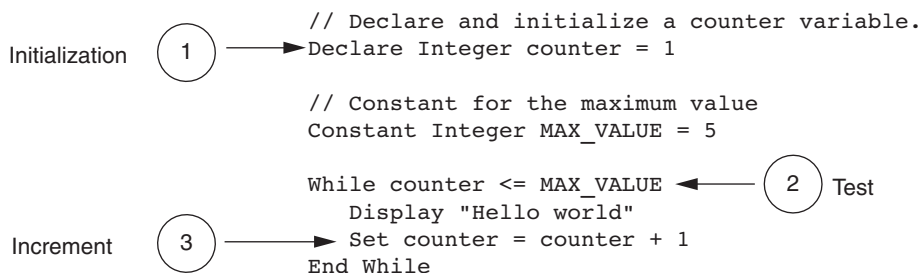 // Declare and initialize a counter variable.
Initialization 1 Declare Integer counter = 1
// Constant for the maximum value
Constant Integer MAX_VALUE = 5
While counter <= MAX_VALUE 2 Test
Display "Hello world"
Increment 3 Set counter = counter + 1
End While